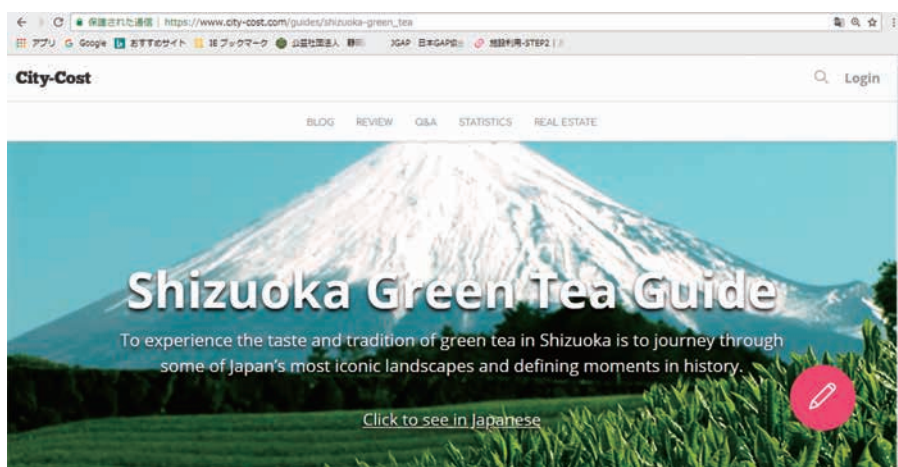 保護された通信 | https://www.city-cost.com/guides/shizuoka-green_tea
アプリ G Google おすすめサイト IE ブックマーク 公益社団法人 JGAP 日本GAP協会 施設利用-STEP2 |
City-Cost Login
BLOG REVIEW Q&A STATISTICS REAL ESTATE
Shizuoka Green Tea Guide
To experience the taste and tradition of green tea in Shizuoka is to journey through
some of Japan's most iconic landscapes and defining moments in history.
Click to see in Japanese